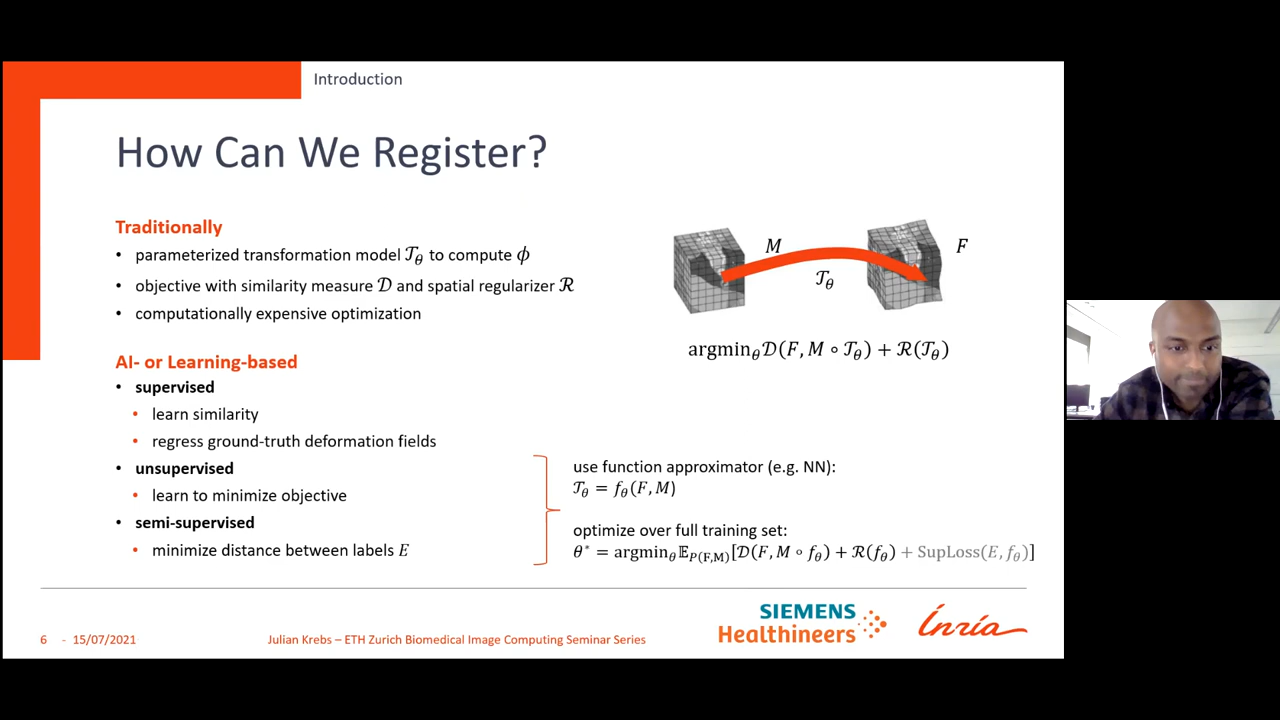 Introduction
How Can We Register?
Traditionally
• parameterized transformation model 𝒯θ to compute ϕ
• objective with similarity measure 𝒟 and spatial regularizer ℛ
• computationally expensive optimization
M
F
𝒯θ
argminθ𝒟(F, M ∘ 𝒯θ) + ℛ(𝒯θ)
AI- or Learning-based
• supervised
• learn similarity
• regress ground-truth deformation fields
• unsupervised
• learn to minimize objective
• semi-supervised
• minimize distance between labels E
use function approximator (e.g. NN):
𝒯θ = fθ(F, M)
optimize over full training set:
θ* = argminθ𝔼P(F,M)[𝒟(F, M ∘ fθ) + ℛ(fθ) + SupLoss(E, fθ)]
6 - 15/07/2021
Julian Krebs – ETH Zurich Biomedical Image Computing Seminar Series
SIEMENS
Healthineers
Inria